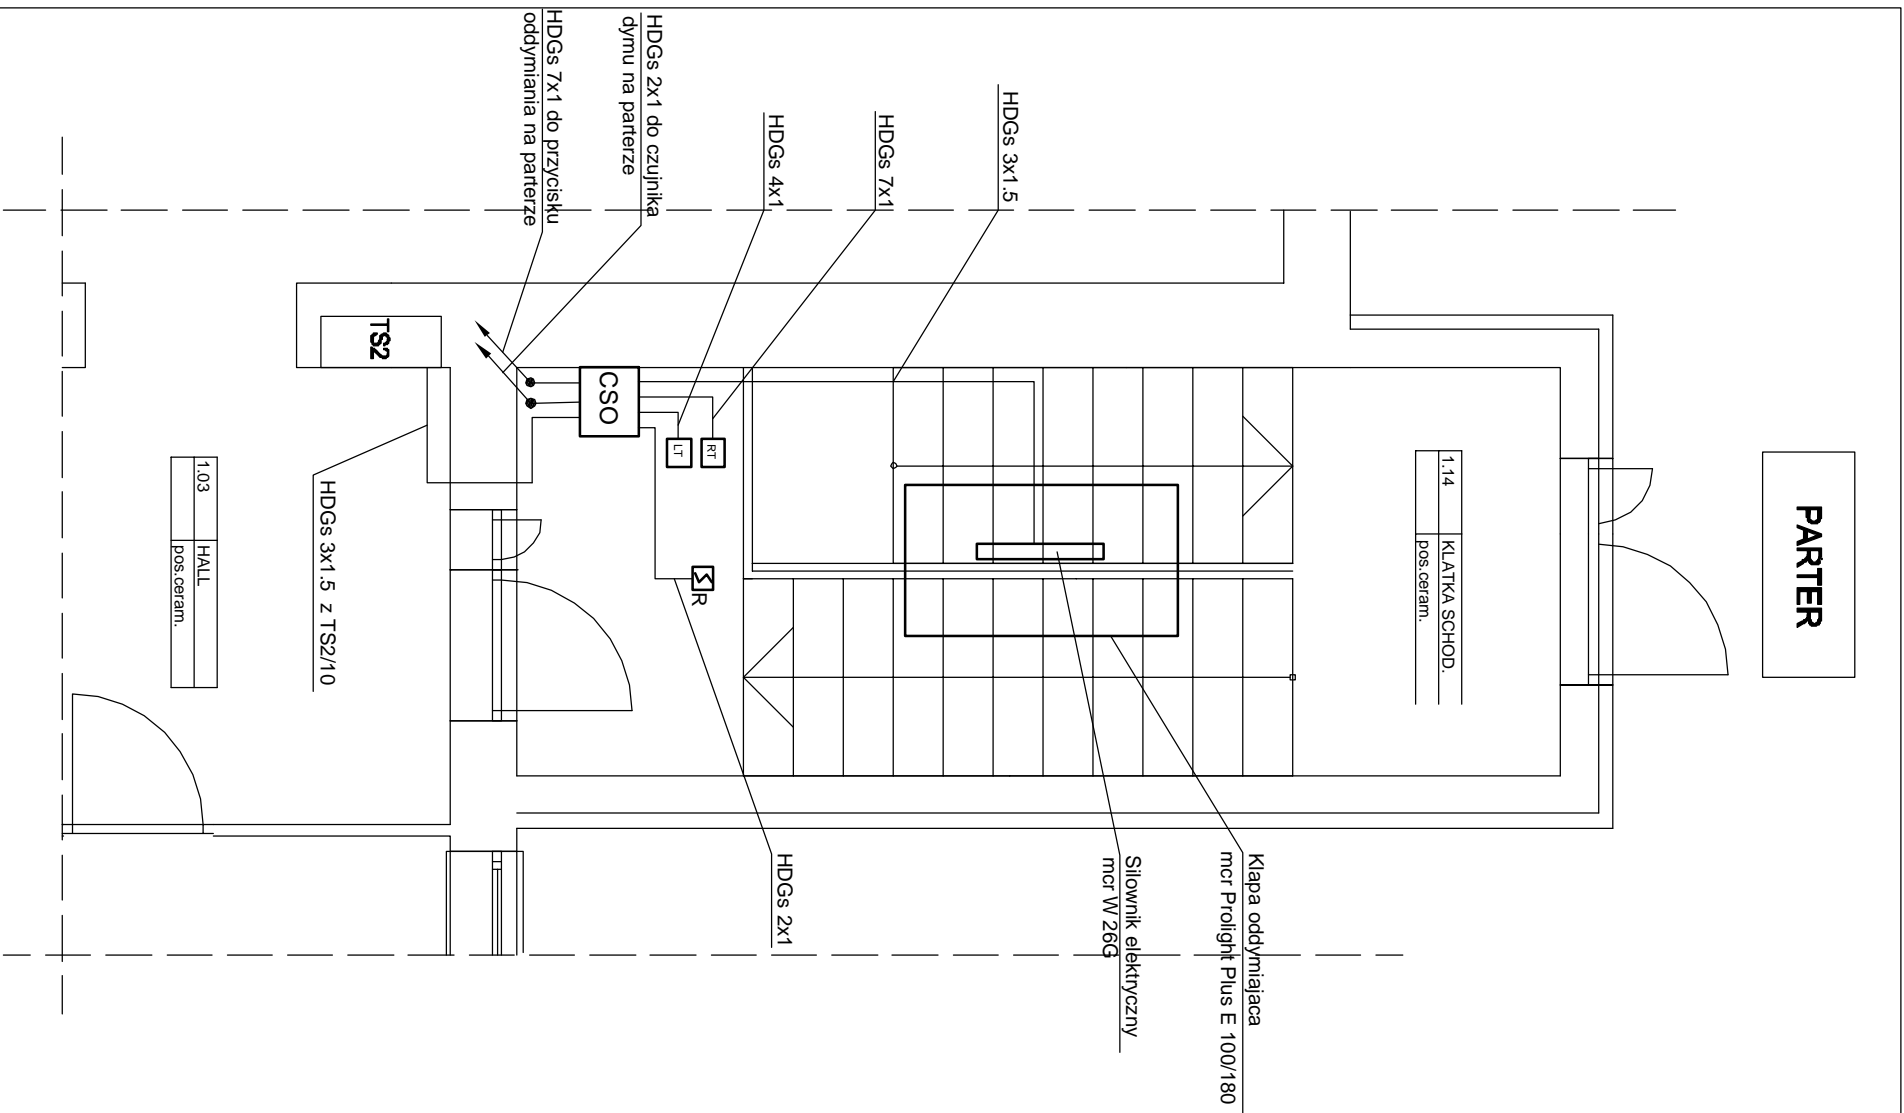 PARTER
1.14 KLATKA SCHOD.
pos.ceram.
HDGs 3x1.5
HDGs 7x1
HDGs 4x1
HDGs 2x1 do czujnika
dymu na parterze
HDGs 7x1 do przycisku
oddymiania na parterze
TS2
CSO
LT
RT
R
HDGs 3x1.5 z TS2/10
1.03 HALL
pos.ceram.
Klapa oddymiajaca
mcr Prolight Plus E 100/180
Silownik elektryczny
mcr W 26G
HDGs 2x1